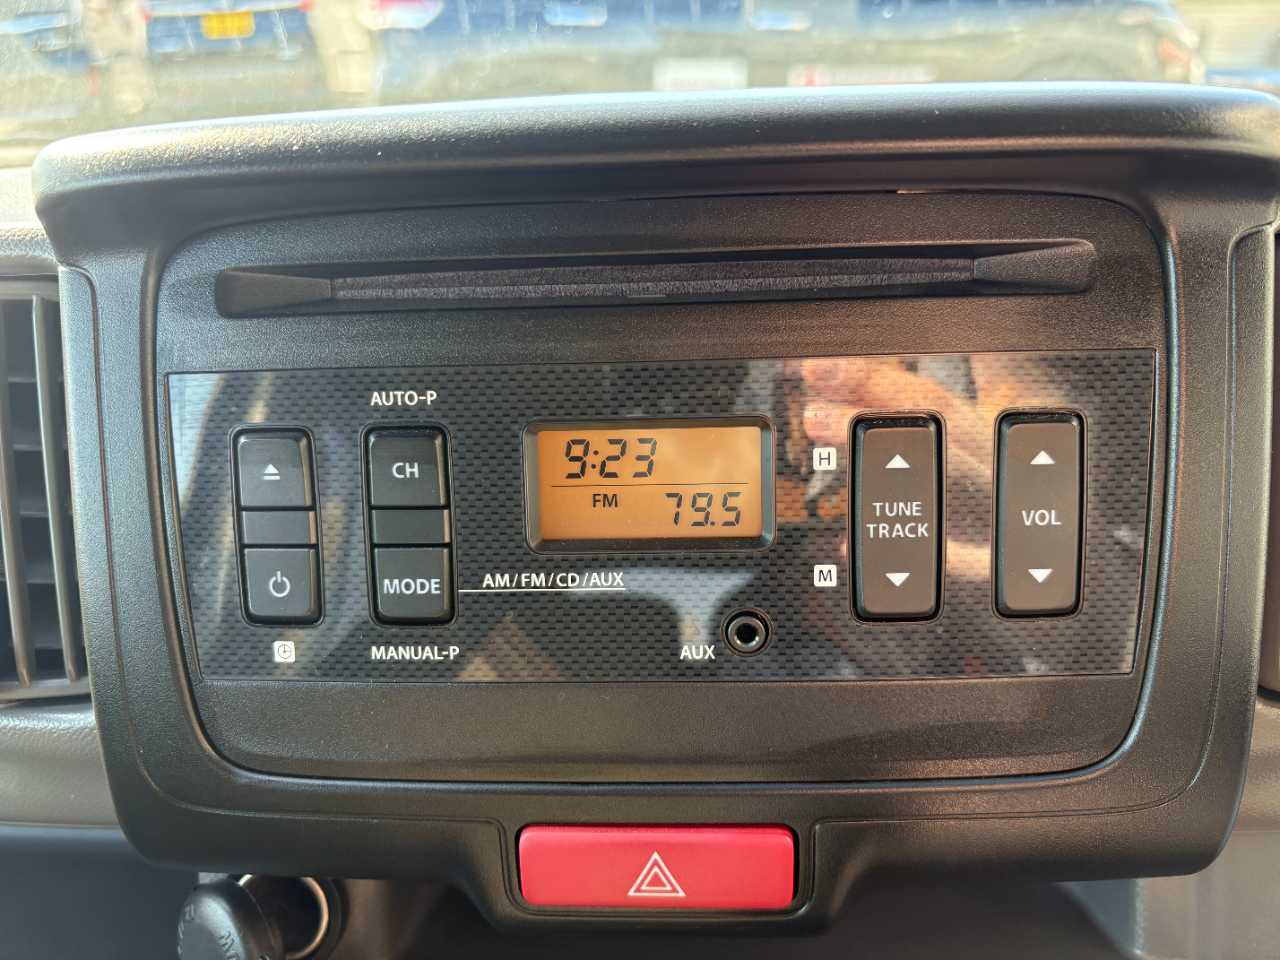 AUTO-P
CH
MODE
AM/FM/CD/AUX
MANUAL-P
9:23
FM 79.5
AUX
H
M
TUNE
TRACK
VOL